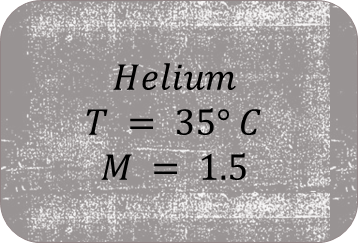 Helium
T = 35° C
M = 1.5